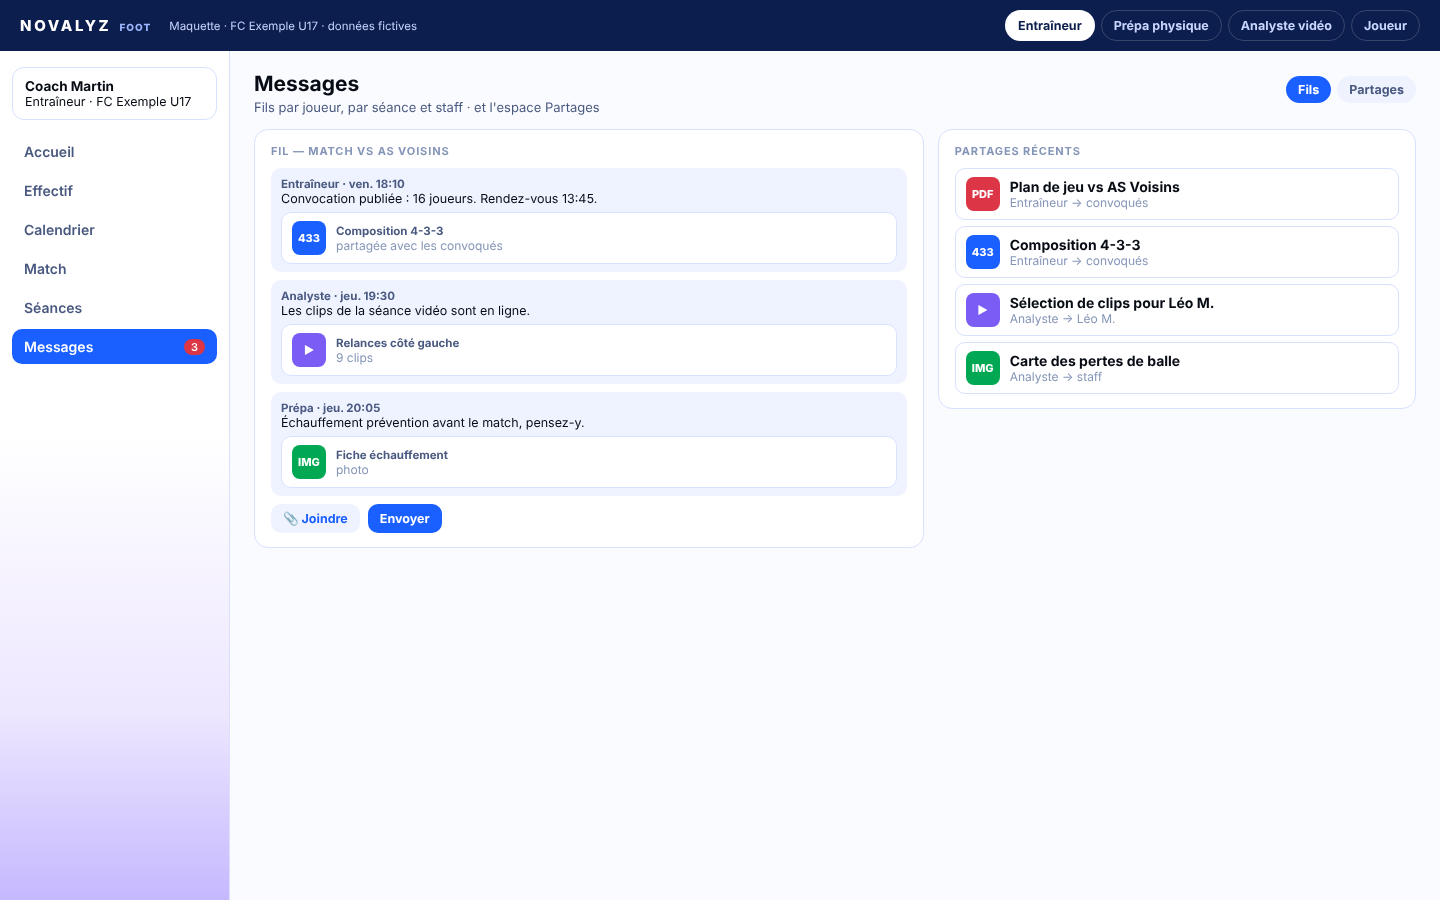 NOVALYZ FOOT Maquette · FC Exemple U17 · données fictives
Entraîneur Prépa physique Analyste vidéo Joueur
Coach Martin
Entraîneur · FC Exemple U17
Accueil
Effectif
Calendrier
Match
Séances
Messages 3
Messages
Fils par joueur, par séance et staff · et l'espace Partages
Fils Partages
FIL — MATCH VS AS VOISINS
Entraîneur · ven. 18:10
Convocation publiée : 16 joueurs. Rendez-vous 13:45.
433 Composition 4-3-3
partagée avec les convoqués
Analyste · jeu. 19:30
Les clips de la séance vidéo sont en ligne.
Relances côté gauche
9 clips
Prépa · jeu. 20:05
Échauffement prévention avant le match, pensez-y.
IMG Fiche échauffement
photo
📎 Joindre Envoyer
PARTAGES RÉCENTS
PDF Plan de jeu vs AS Voisins
Entraîneur → convoqués
433 Composition 4-3-3
Entraîneur → convoqués
Sélection de clips pour Léo M.
Analyste → Léo M.
IMG Carte des pertes de balle
Analyste → staff